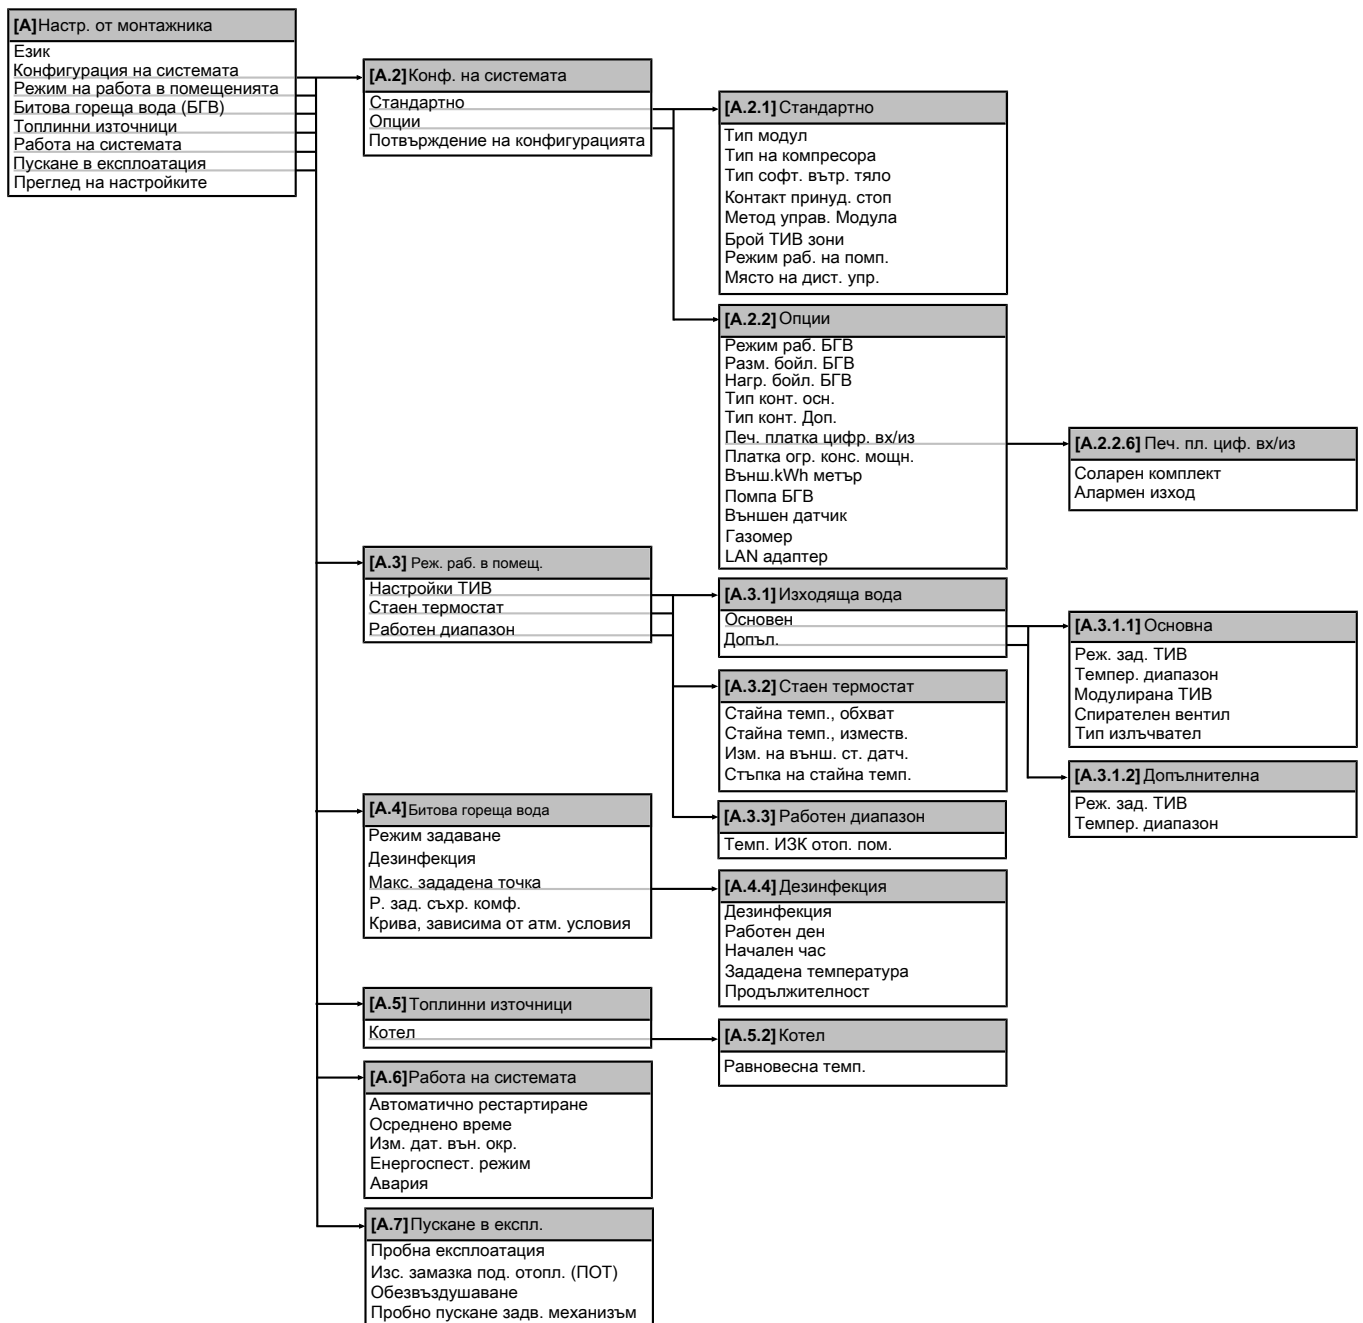 [A]Настр. от монтажника
Език
Конфигурация на системата
Режим на работа в помещенията
Битова гореща вода (БГВ)
Топлинни източници
Работа на системата
Пускане в експлоатация
Преглед на настройките
[A.2]Конф. на системата
Стандартно
Опции
Потвърждение на конфигурацията
[A.2.1]Стандартно
Тип модул
Тип на компресора
Тип софт. вътр. тяло
Контакт принуд. стоп
Метод управ. Модула
Брой ТИВ зони
Режим раб. на помп.
Място на дист. упр.
[A.2.2]Опции
Режим раб. БГВ
Разм. бойл. БГВ
Нагр. бойл. БГВ
Тип конт. осн.
Тип конт. Доп.
Печ. платка цифр. вх/из
Платка огр. конс. мощн.
Външ.kWh метър
Помпа БГВ
Външен датчик
Газомер
LAN адаптер
[A.2.2.6] Печ. пл. циф. вх/из
Соларен комплект
Алармен изход
[A.3] Реж. раб. в помещ.
Настройки ТИВ
Стаен термостат
Работен диапазон
[A.3.1]Изходяща вода
Основен
Допъл.
[A.3.1.1] Основна
Реж. зад. ТИВ
Темпер. диапазон
Модулирана ТИВ
Спирателен вентил
Тип излъчвател
[A.3.1.2]Допълнителна
Реж. зад. ТИВ
Темпер. диапазон
[A.3.2]Стаен термостат
Стайна темп., обхват
Стайна темп., изместв.
Изм. на външ. ст. датч.
Стъпка на стайна темп.
[A.3.3]Работен диапазон
Темп. ИЗК отоп. пом.
[A.4]Битова гореща вода
Режим задаване
Дезинфекция
Макс. зададена точка
Р. зад. съхр. комф.
Крива, зависима от атм. условия
[A.4.4]Дезинфекция
Дезинфекция
Работен ден
Начален час
Зададена температура
Продължителност
[A.5]Топлинни източници
Котел
[A.5.2]Котел
Равновесна темп.
[A.6]Работа на системата
Автоматично рестартиране
Осреднено време
Изм. дат. вън. окр.
Енергоспест. режим
Авария
[A.7]Пускане в експл.
Пробна експлоатация
Изс. замазка под. отопл. (ПОТ)
Обезвъздушаване
Пробно пускане задв. механизъм